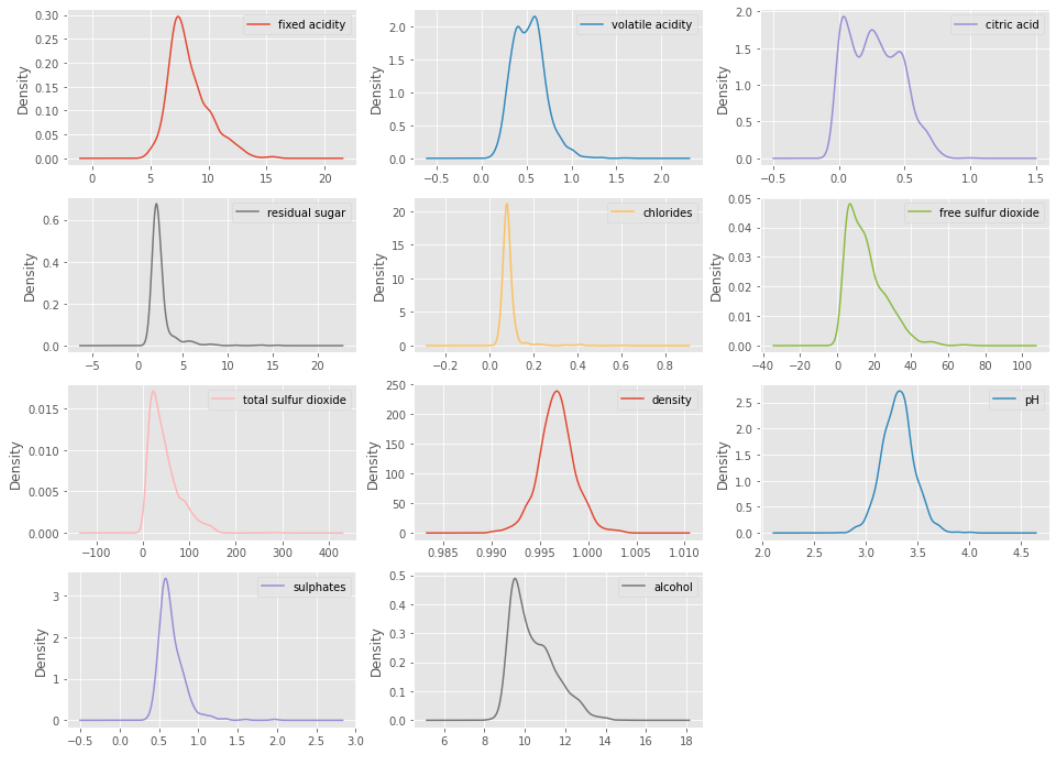 fixed acidity
Density
0.30
0.25
0.20
0.15
0.10
0.05
0.00
0 5 10 15 20
volatile acidity
2.0
1.5
1.0
0.5
0.0
−0.5 0.0 0.5 1.0 1.5 2.0
citric acid
Density
2.0
1.5
1.0
0.5
0.0
−0.5 0.0 0.5 1.0 1.5
residual sugar
Density
0.6
0.4
0.2
0.0
−5 0 5 10 15 20
chlorides
Density
20
15
10
5
0
−0.2 0.0 0.2 0.4 0.6 0.8
free sulfur dioxide
Density
0.05
0.04
0.03
0.02
0.01
0.00
−40 −20 0 20 40 60 80 100
total sulfur dioxide
Density
0.015
0.010
0.005
0.000
−100 0 100 200 300 400
density
Density
250
200
150
100
50
0
0.985 0.990 0.995 1.000 1.005 1.010
pH
Density
2.5
2.0
1.5
1.0
0.5
0.0
2.0 2.5 3.0 3.5 4.0 4.5
sulphates
Density
3
2
1
0
−0.5 0.0 0.5 1.0 1.5 2.0 2.5 3.0
alcohol
Density
0.5
0.4
0.3
0.2
0.1
0.0
6 8 10 12 14 16 18